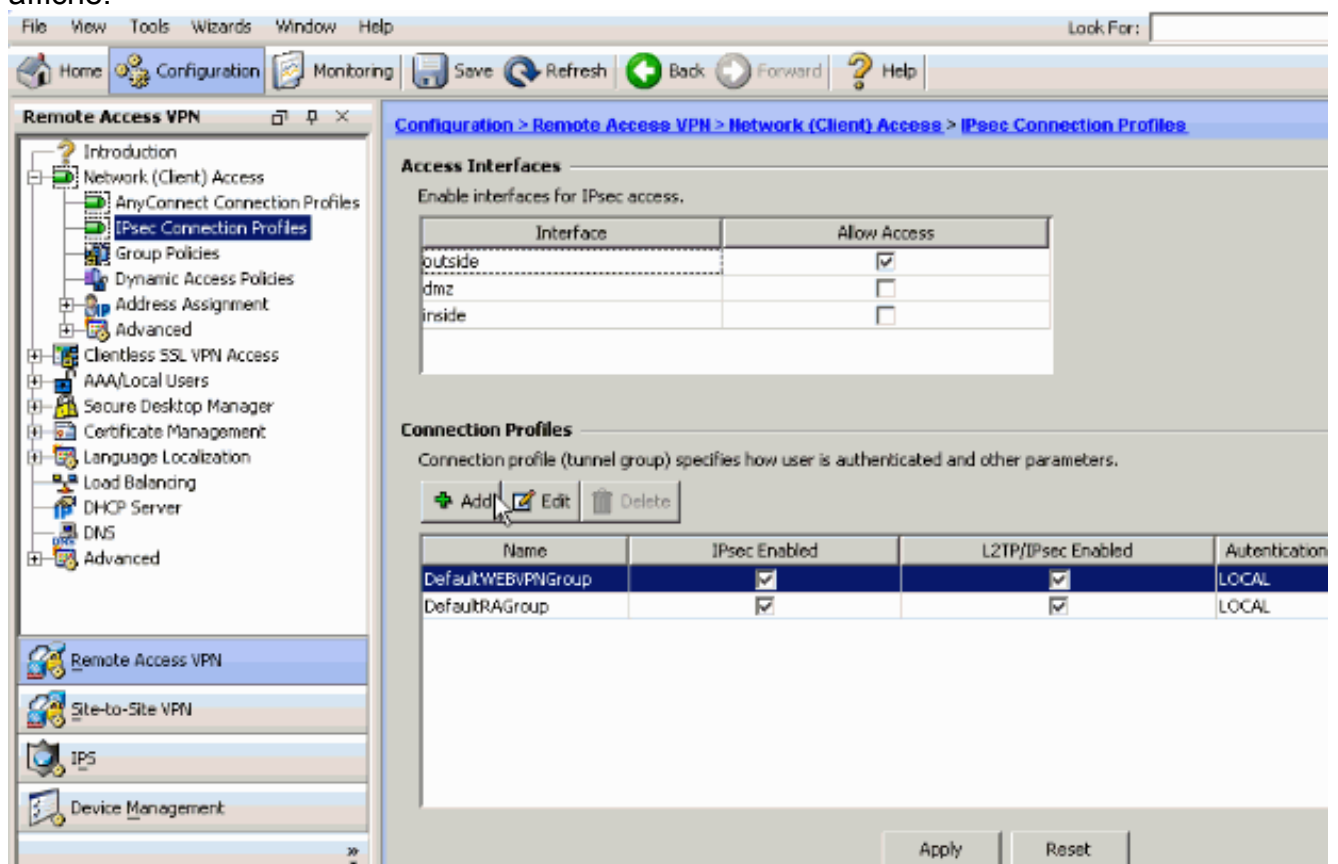 affiche.
File View Tools Wizards Window Help Look For:
Home Configuration Monitoring Save Refresh Back Forward Help
Remote Access VPN
Introduction
Network (Client) Access
AnyConnect Connection Profiles
IPsec Connection Profiles
Group Policies
Dynamic Access Policies
Address Assignment
Advanced
Clientless SSL VPN Access
AAA/Local Users
Secure Desktop Manager
Certificate Management
Language Localization
Load Balancing
DHCP Server
DNS
Advanced
Remote Access VPN
Site-to-Site VPN
IPS
Device Management
Configuration > Remote Access VPN > Network (Client) Access > IPsec Connection Profiles
Access Interfaces
Enable interfaces for IPsec access.
Interface Allow Access
outside
dmz
inside
Connection Profiles
Connection profile (tunnel group) specifies how user is authenticated and other parameters.
Add Edit Delete
Name IPsec Enabled L2TP/IPsec Enabled Autentication
DefaultWEBVPNGroup LOCAL
DefaultRAGroup LOCAL
Apply Reset